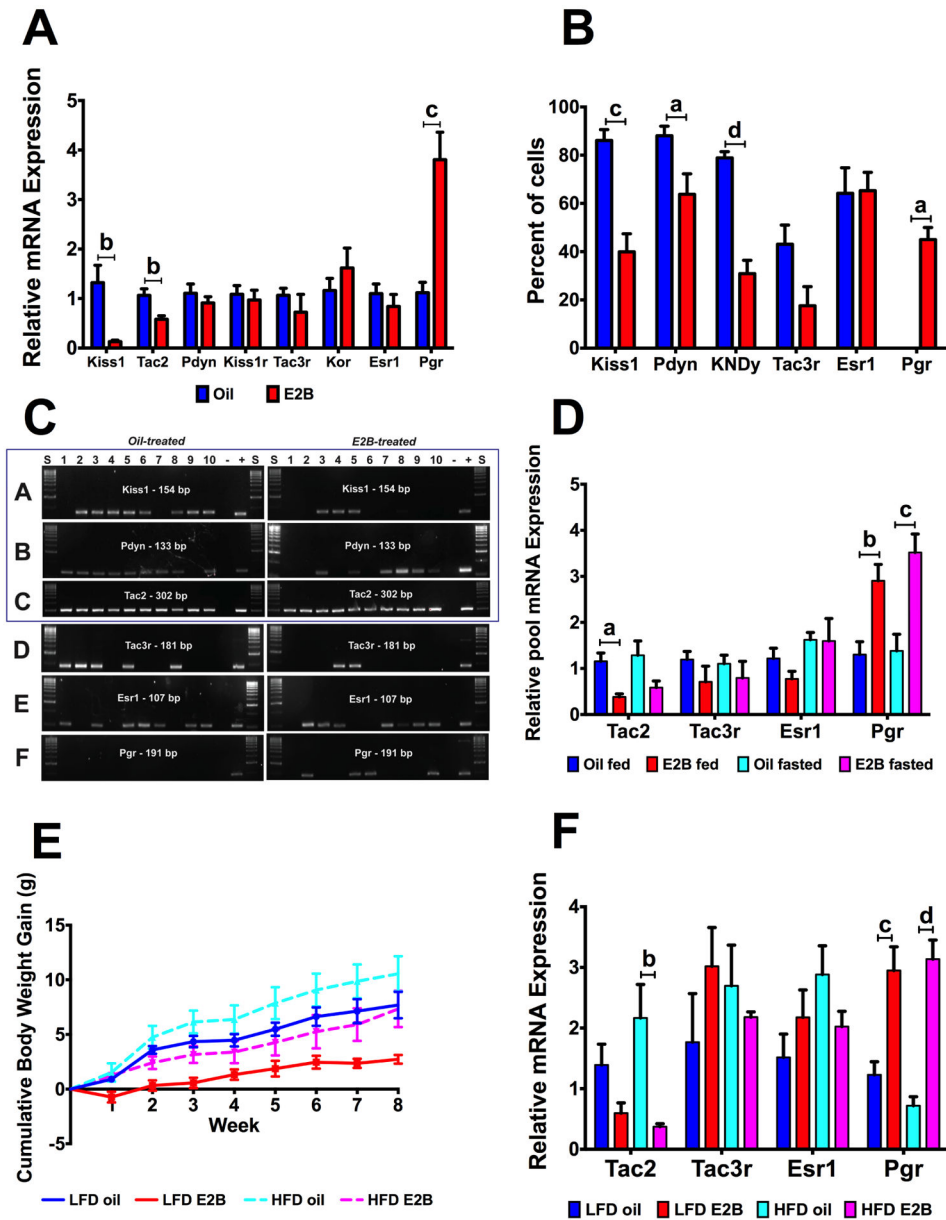 A
Relative mRNA Expression
5
4
3
2
1
0
b
b
c
Kiss1 Tac2 Pdyn Kiss1r Tac3r Kor Esr1 Pgr
Oil E2B
B
Percent of cells
100
80
60
40
20
0
c
a
d
a
Kiss1 Pdyn KNDy Tac3r Esr1 Pgr
C
Oil-treated E2B-treated
S 1 2 3 4 5 6 7 8 9 10 - + S S 1 2 3 4 5 6 7 8 9 10 - + S
A Kiss1 - 154 bp Kiss1 - 154 bp
B Pdyn - 133 bp Pdyn - 133 bp
C Tac2 - 302 bp Tac2 - 302 bp
D Tac3r - 181 bp Tac3r - 181 bp
E Esr1 - 107 bp Esr1 - 107 bp
F Pgr - 191 bp Pgr - 191 bp
D
Relative pool mRNA Expression
5
4
3
2
1
0
a
b
c
Tac2 Tac3r Esr1 Pgr
Oil fed E2B fed Oil fasted E2B fasted
E
Cumulative Body Weight Gain (g)
15
10
5
0
-5
1 2 3 4 5 6 7 8
Week
LFD oil LFD E2B HFD oil HFD E2B
F
Relative mRNA Expression
4
3
2
1
0
b
c
d
Tac2 Tac3r Esr1 Pgr
LFD oil LFD E2B HFD oil HFD E2B